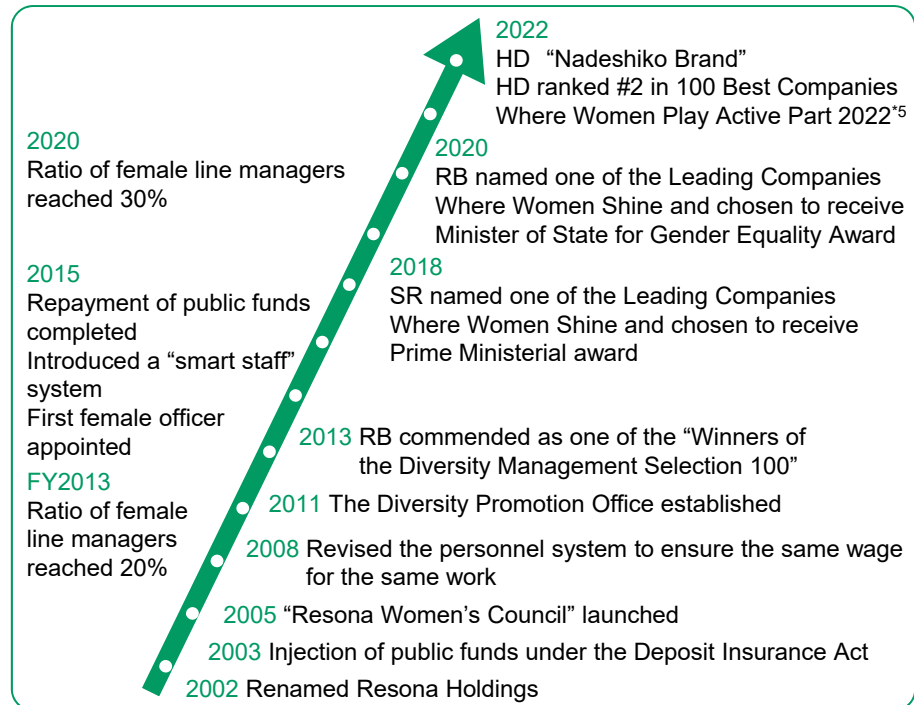 2022
HD “Nadeshiko Brand”
HD ranked #2 in 100 Best Companies
Where Women Play Active Part 2022*5
2020
Ratio of female line managers
reached 30%
2020
RB named one of the Leading Companies
Where Women Shine and chosen to receive
Minister of State for Gender Equality Award
2015
Repayment of public funds
completed
Introduced a “smart staff”
system
First female officer
appointed
2018
SR named one of the Leading Companies
Where Women Shine and chosen to receive
Prime Ministerial award
FY2013
Ratio of female
line managers
reached 20%
2013 RB commended as one of the “Winners of
the Diversity Management Selection 100”
2011 The Diversity Promotion Office established
2008 Revised the personnel system to ensure the same wage
for the same work
2005 “Resona Women’s Council” launched
2003 Injection of public funds under the Deposit Insurance Act
2002 Renamed Resona Holdings